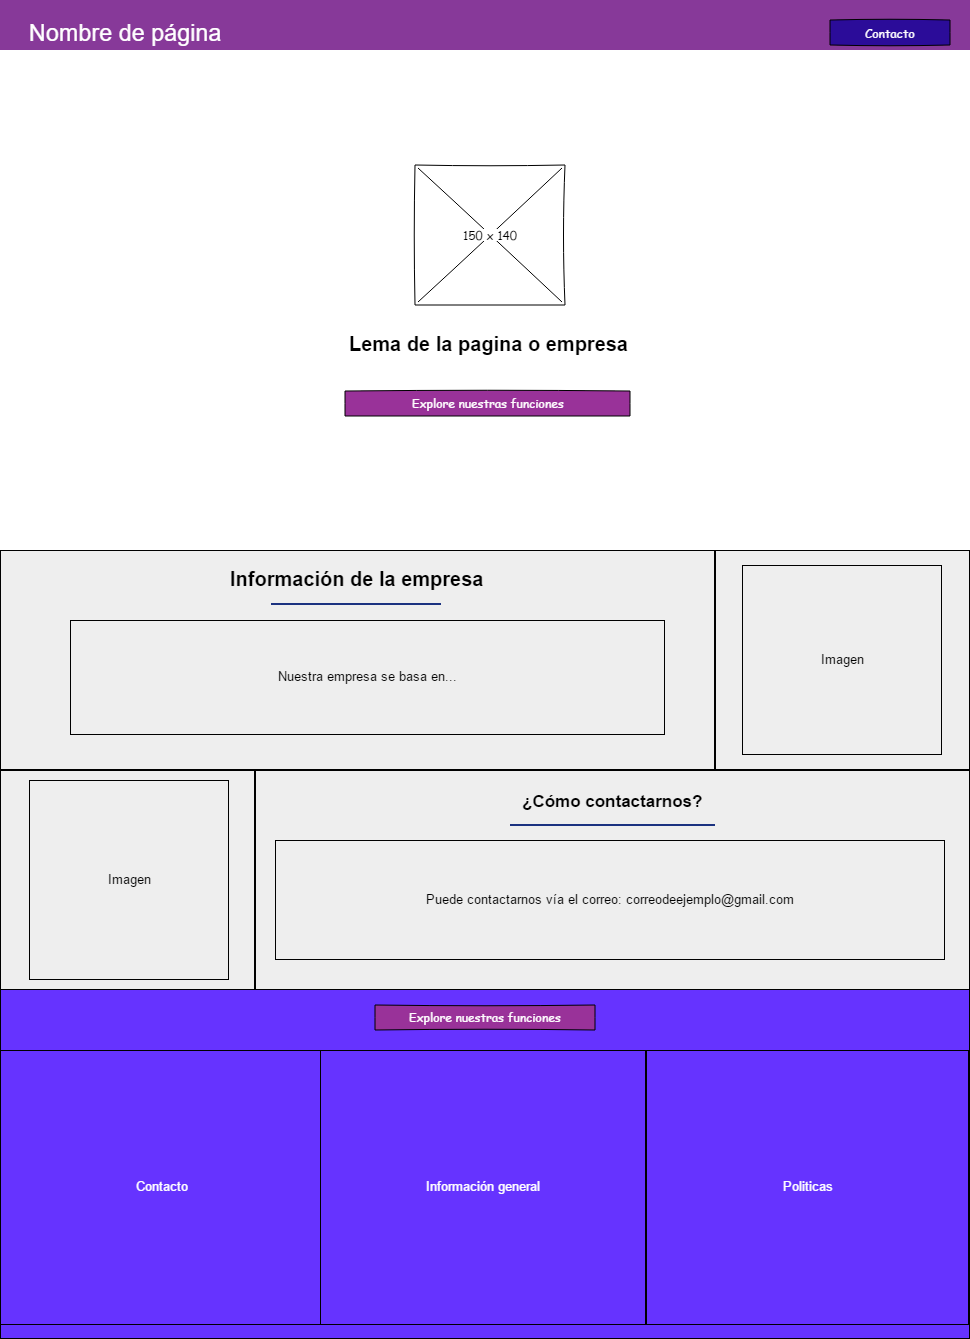 Nombre de página
Contacto
150 x 140
Lema de la pagina o empresa
Explore nuestras funciones
Información de la empresa
Nuestra empresa se basa en...
Imagen
Imagen
¿Cómo contactarnos?
Puede contactarnos vía el correo: correodeejemplo@gmail.com
Explore nuestras funciones
Contacto
Información general
Politicas